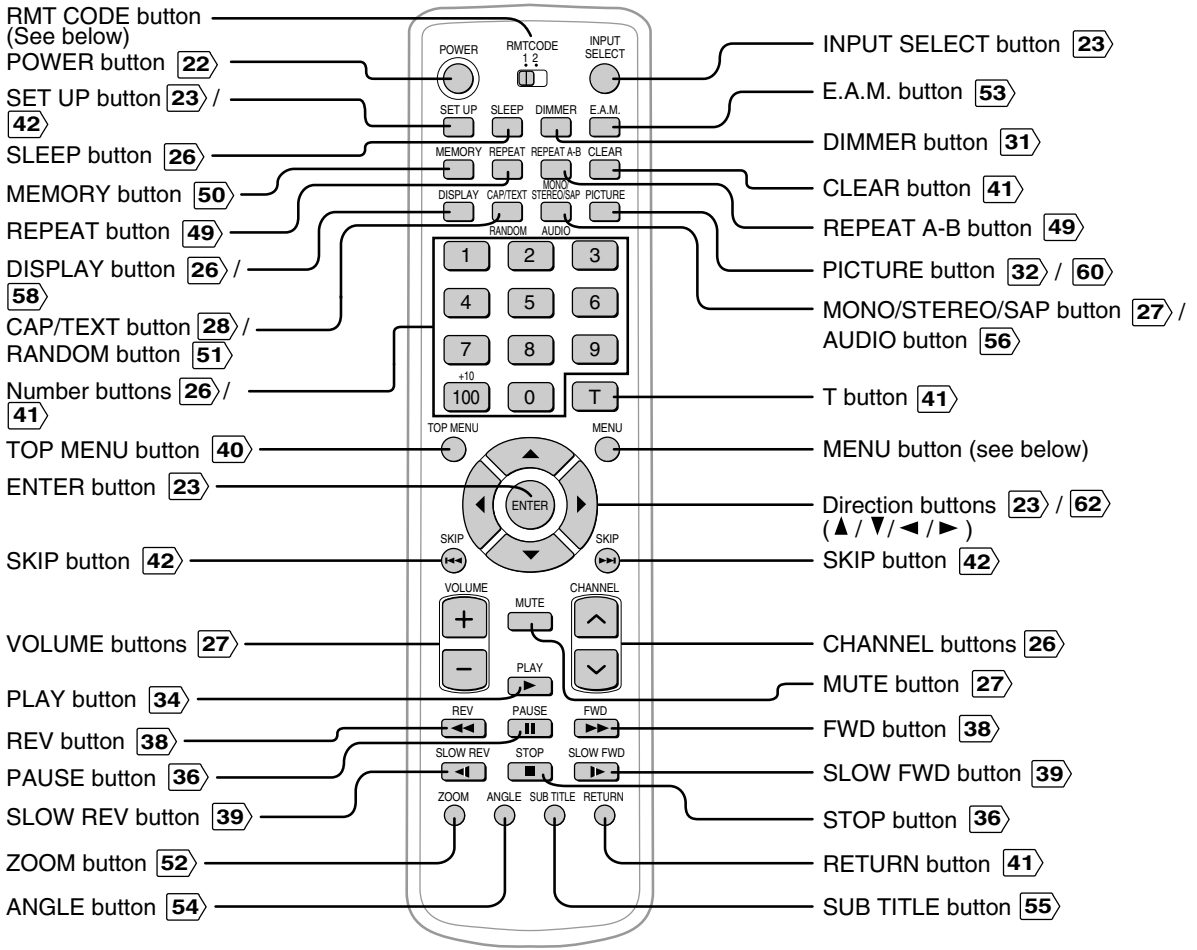 RMT CODE button
(See below)
POWER button 22
SET UP button 23 /
42
SLEEP button 26
MEMORY button 50
REPEAT button 49
DISPLAY button 26 /
58
CAP/TEXT button 28 /
RANDOM button 51
Number buttons 26 /
41
TOP MENU button 40
ENTER button 23
SKIP button 42
VOLUME buttons 27
PLAY button 34
REV button 38
PAUSE button 36
SLOW REV button 39
ZOOM button 52
ANGLE button 54
POWER
RMTCODE
1 2
INPUT
SELECT
SET UP SLEEP DIMMER E.A.M.
MEMORY REPEAT REPEAT A-B CLEAR
MONO/
DISPLAY CAP/TEXT STEREO/SAP PICTURE
RANDOM AUDIO
1 2 3
4 5 6
7 8 9
+10
100 0 T
TOP MENU MENU
▲
◀ ENTER ▶
▼
SKIP SKIP
VOLUME CHANNEL
MUTE
+
−
PLAY
REV PAUSE FWD
SLOW REV STOP SLOW FWD
ZOOM ANGLE SUB TITLE RETURN
INPUT SELECT button 23
E.A.M. button 53
DIMMER button 31
CLEAR button 41
REPEAT A-B button 49
PICTURE button 32 / 60
MONO/STEREO/SAP button 27 /
AUDIO button 56
T button 41
MENU button (see below)
Direction buttons 23 / 62
(▲ / ▼ / ◀ / ▶ )
SKIP button 42
CHANNEL buttons 26
MUTE button 27
FWD button 38
SLOW FWD button 39
STOP button 36
RETURN button 41
SUB TITLE button 55